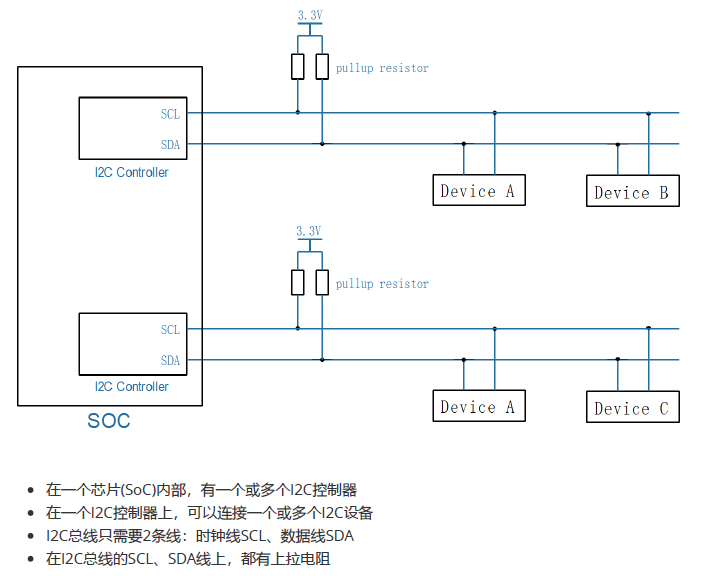 3.3V
pullup resistor
SCL
SDA
I2C Controller
Device A
Device B
3.3V
pullup resistor
SCL
SDA
I2C Controller
Device A
Device C
SOC
在一个芯片(SoC)内部，有一个或多个I2C控制器
在一个I2C控制器上，可以连接一个或多个I2C设备
I2C总线只需要2条线：时钟线SCL、数据线SDA
在I2C总线的SCL、SDA线上，都有上拉电阻